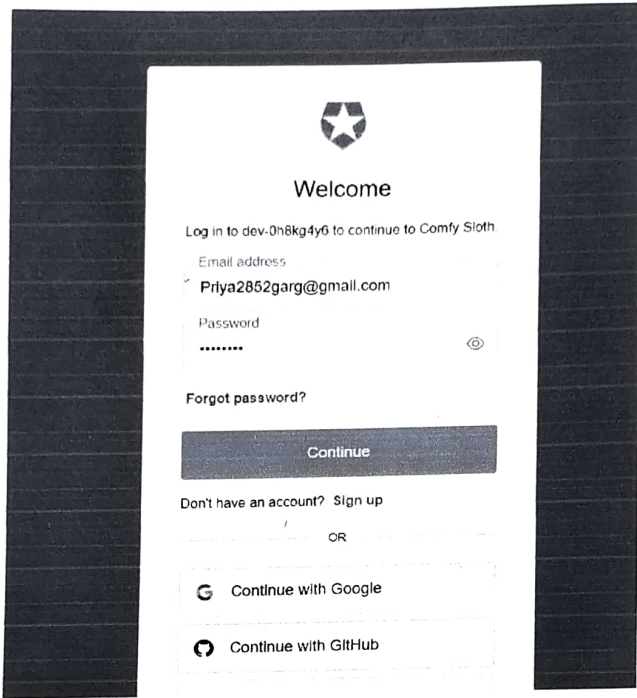 Welcome
Log in to dev-0h8kg4y6 to continue to Comfy Sloth.
Email address
Priya2852garg@gmail.com
Password
••••••••
Forgot password?
Continue
Don't have an account? Sign up
OR
G Continue with Google
Continue with GitHub